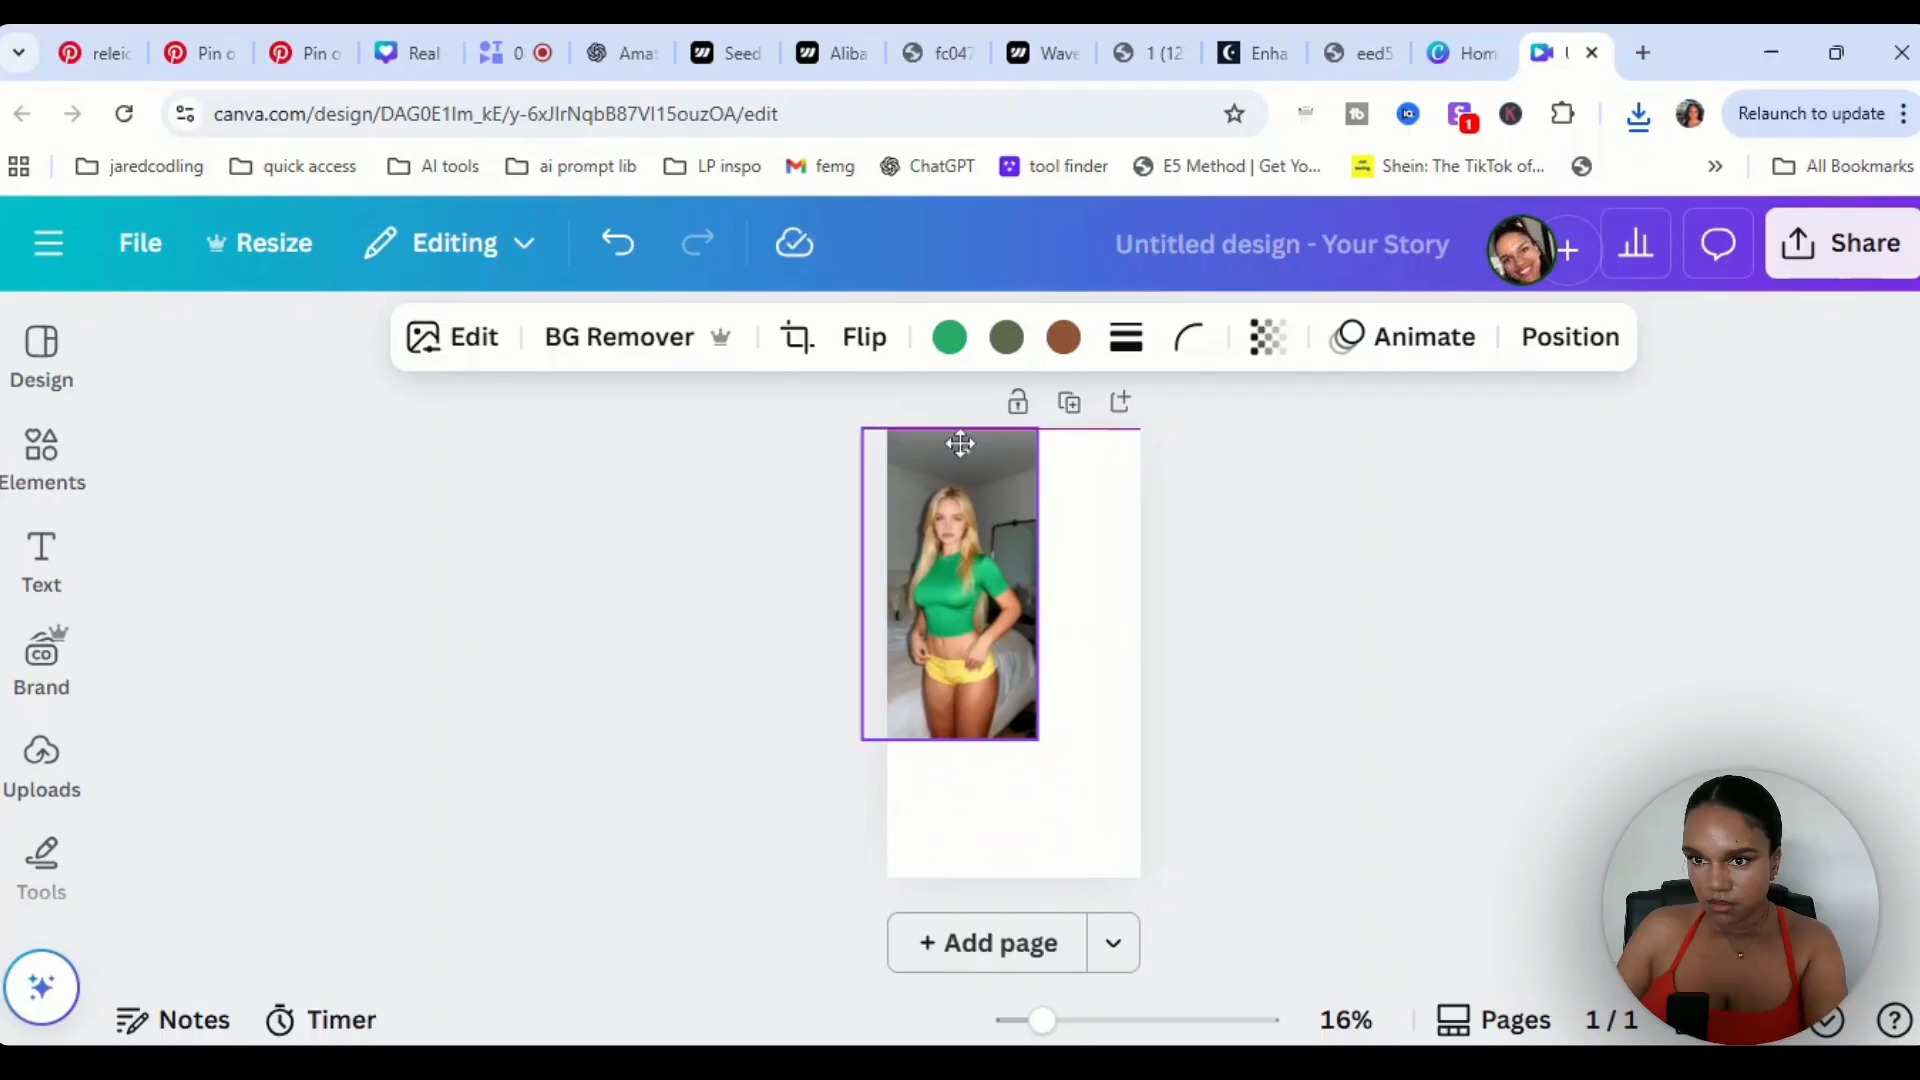 releic Pin o Pin o Real 0 Amat Seed Aliba fc047 Wave 1 (12 Enha eed5 Hom
canva.com/design/DAG0E1Im_kE/y-6xJIrNqbB87VI15ouzOA/edit
Relaunch to update
jaredcodling quick access AI tools ai prompt lib LP inspo femg ChatGPT tool finder E5 Method | Get Yo... Shein: The TikTok of... All Bookmarks
File Resize Editing Untitled design - Your Story Share
Edit BG Remover Flip Animate Position
Design
Elements
Text
Brand
Uploads
Tools
+ Add page
Notes Timer 16% Pages 1 / 1